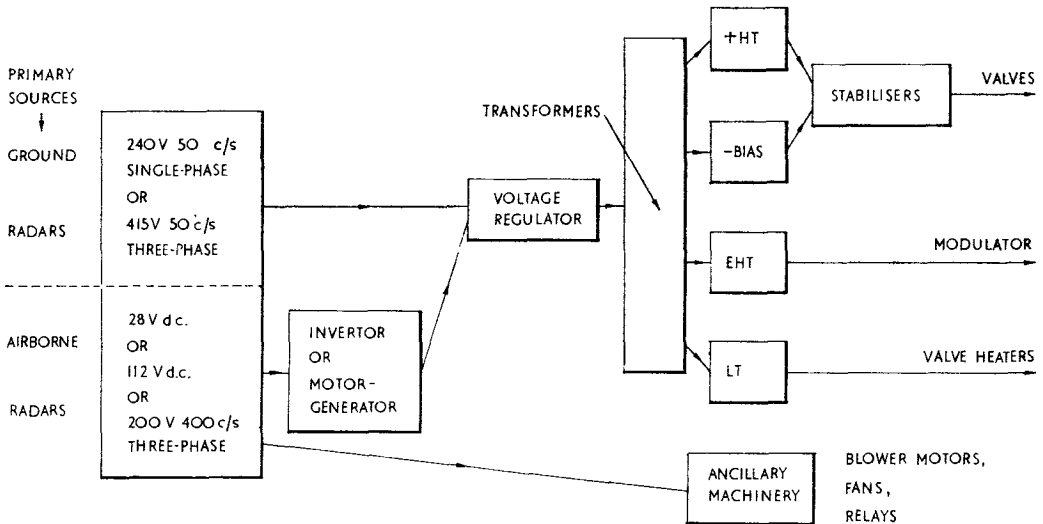 PRIMARY
SOURCES
GROUND
RADARS
AIRBORNE
RADARS
240V 50 c/s
SINGLE-PHASE
OR
415V 50 c/s
THREE-PHASE
28V d.c.
OR
112 V d.c.
OR
200 V 400 c/s
THREE-PHASE
INVERTOR
OR
MOTOR-
GENERATOR
VOLTAGE
REGULATOR
TRANSFORMERS
+HT
-BIAS
EHT
LT
STABILISERS
VALVES
MODULATOR
VALVE HEATERS
ANCILLARY
MACHINERY
BLOWER MOTORS,
FANS,
RELAYS